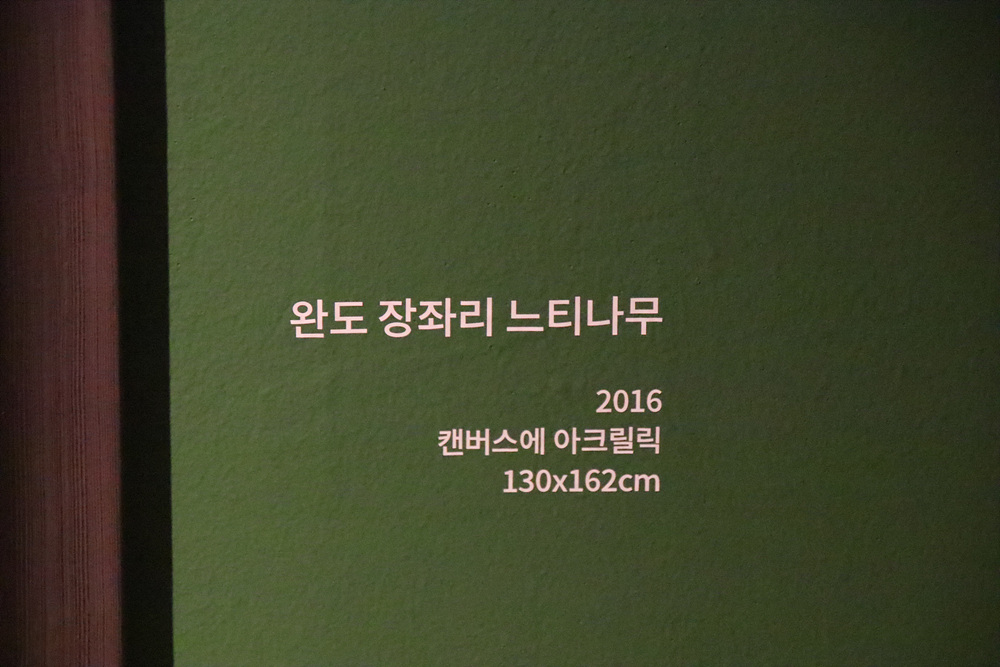 완도 장좌리 느티나무
2016
캔버스에 아크릴릭
130x162cm